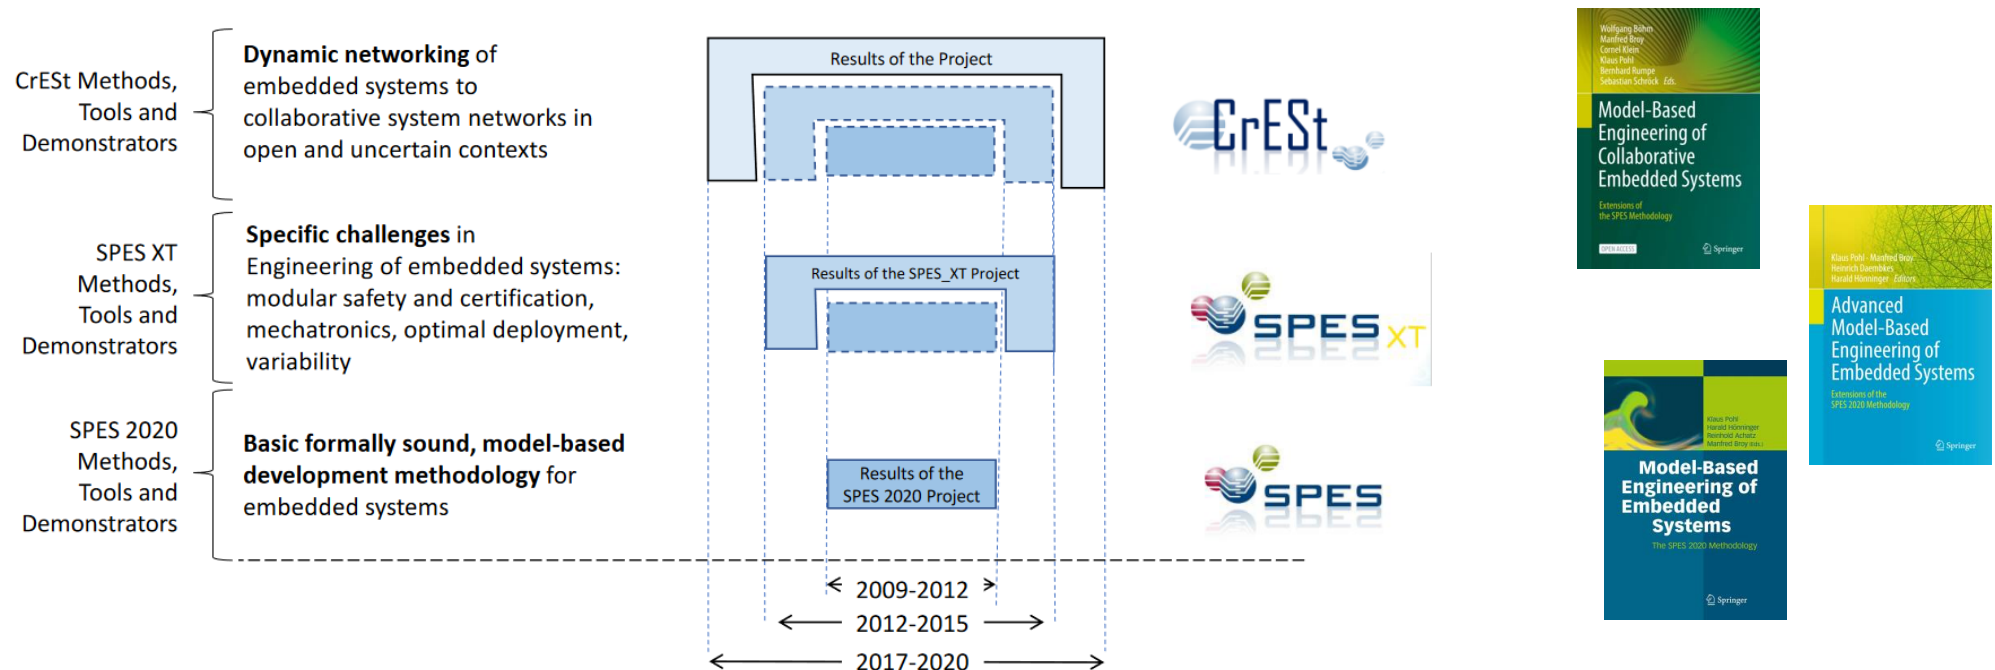 CrESt Methods,
Tools and
Demonstrators
Dynamic networking of
embedded systems to
collaborative system networks in
open and uncertain contexts
Results of the Project
CrESt
SPES XT
Methods,
Tools and
Demonstrators
Specific challenges in
Engineering of embedded systems:
modular safety and certification,
mechatronics, optimal deployment,
variability
Results of the SPES_XT Project
SPES XT
SPES 2020
Methods,
Tools and
Demonstrators
Basic formally sound, model-based
development methodology for
embedded systems
Results of the
SPES 2020 Project
SPES
2009-2012
2012-2015
2017-2020
Wolfgang Böhm
Manfred Broy
Cornel Klein
Klaus Pohl
Bernhard Rumpe
Sebastian Schröck Eds.
Model-Based
Engineering of
Collaborative
Embedded Systems
Extensions of
the SPES Methodology
OPEN ACCESS
Springer
Klaus Pohl · Manfred Broy
Heinrich Daembkes
Harald Hönninger Editors
Advanced
Model-Based
Engineering of
Embedded Systems
Extensions of the
SPES 2020 Methodology
Springer
Klaus Pohl
Harald Hönninger
Reinhold Achatz
Manfred Broy (Eds.)
Model-Based
Engineering of
Embedded
Systems
The SPES 2020 Methodology
Springer